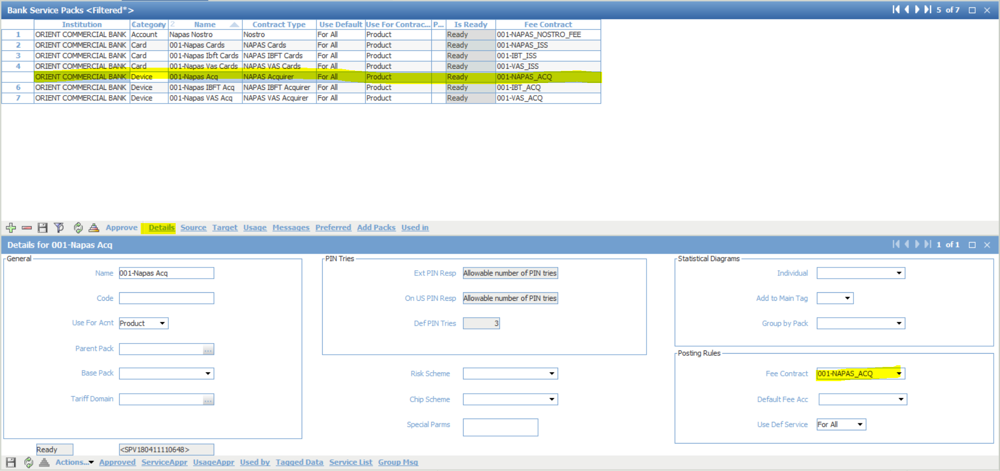 Bank Service Packs <Filtered*> 5 of 7
Institution Category 2 Name Contract Type Use Default Use For Contrac... P... Is Ready Fee Contract
1 ORIENT COMMERCIAL BANK Account Napas Nostro Nostro For All Product Ready 001-NAPAS_NOSTRO_FEE
2 ORIENT COMMERCIAL BANK Card 001-Napas Cards NAPAS Cards For All Product Ready 001-NAPAS_ISS
3 ORIENT COMMERCIAL BANK Card 001-Napas Ibft Cards NAPAS IBFT Cards For All Product Ready 001-IBT_ISS
4 ORIENT COMMERCIAL BANK Card 001-Napas Vas Cards NAPAS VAS Cards For All Product Ready 001-VAS_ISS
ORIENT COMMERCIAL BANK Device 001-Napas Acq NAPAS Acquirer For All Product Ready 001-NAPAS_ACQ
6 ORIENT COMMERCIAL BANK Device 001-Napas IBFT Acq NAPAS IBFT Acquirer For All Product Ready 001-IBT_ACQ
7 ORIENT COMMERCIAL BANK Device 001-Napas VAS Acq NAPAS VAS Acquirer For All Product Ready 001-VAS_ACQ
Approve Details Source Target Usage Messages Preferred Add Packs Used in
Details for 001-Napas Acq 1 of 1
General PIN Tries Statistical Diagrams
Name 001-Napas Acq Ext PIN Resp Allowable number of PIN tries Individual
Code On US PIN Resp Allowable number of PIN tries Add to Main Tag
Use For Acnt Product Def PIN Tries 3 Group by Pack
Parent Pack ... Posting Rules
Base Pack Risk Scheme Fee Contract 001-NAPAS_ACQ
Tariff Domain ... Chip Scheme Default Fee Acc
Special Parms Use Def Service For All
Ready <SPV180411110648>
Actions... Approved ServiceAppr UsageAppr Used by Tagged Data Service List Group Msg